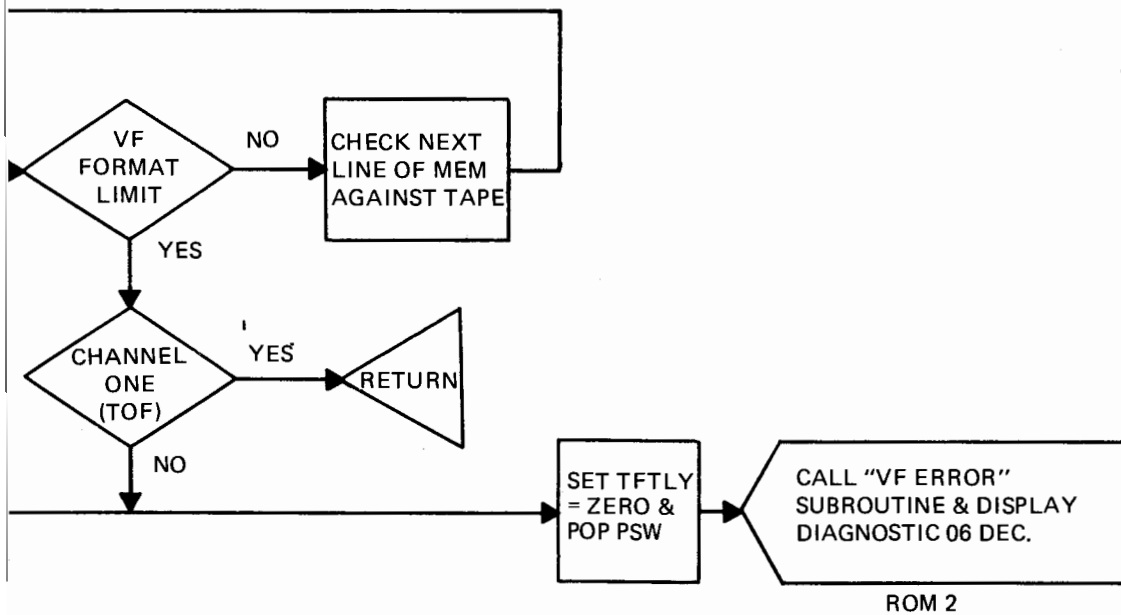 VF
FORMAT
LIMIT
NO
CHECK NEXT
LINE OF MEM
AGAINST TAPE
YES
CHANNEL
ONE
(TOF)
YES
RETURN
NO
SET TFTLY
= ZERO &
POP PSW
CALL "VF ERROR"
SUBROUTINE & DISPLAY
DIAGNOSTIC 06 DEC.
ROM 2